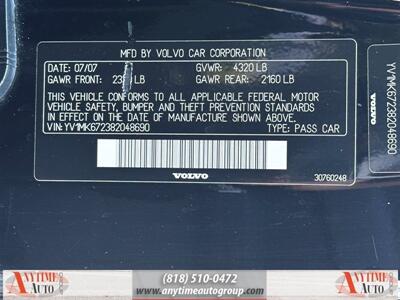 MFD BY VOLVO CAR CORPORATION
DATE: 07/07 GVWR: 4320 LB
GAWR FRONT: LB GAWR REAR: 2160 LB
THIS VEHICLE CONFORMS TO ALL APPLICABLE FEDERAL MOTOR
VEHICLE SAFETY, BUMPER AND THEFT PREVENTION STANDARDS
IN EFFECT ON THE DATE OF MANUFACTURE SHOWN ABOVE
VIN: YV1MK672382048690 TYPE: PASS CAR
VOLVO
30760248
YV1MK672382048690
VOLVO
ANYTIME
AUTO
(818) 510-0472
www.anytimeautogroup.com
ANYTIME
AUTO